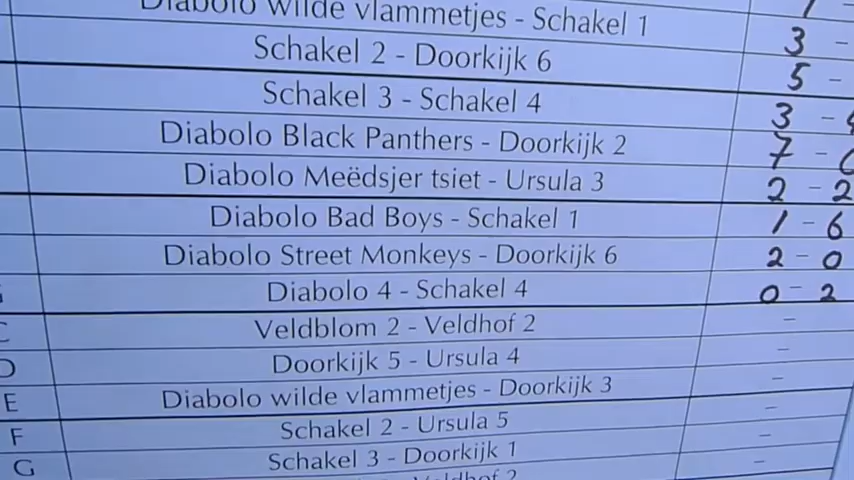 Diabolo wilde vlammetjes - Schakel 1 3 -
Schakel 2 - Doorkijk 6 5 -
Schakel 3 - Schakel 4 3 -
Diabolo Black Panthers - Doorkijk 2 7 -
Diabolo Meëdsjer tsiet - Ursula 3 2 - 2
Diabolo Bad Boys - Schakel 1 1 - 6
Diabolo Street Monkeys - Doorkijk 6 2 - 0
Diabolo 4 - Schakel 4 0 - 2
C Veldblom 2 - Veldhof 2 -
D Doorkijk 5 - Ursula 4 -
E Diabolo wilde vlammetjes - Doorkijk 3 -
F Schakel 2 - Ursula 5 -
G Schakel 3 - Doorkijk 1 -
Veldhof 2